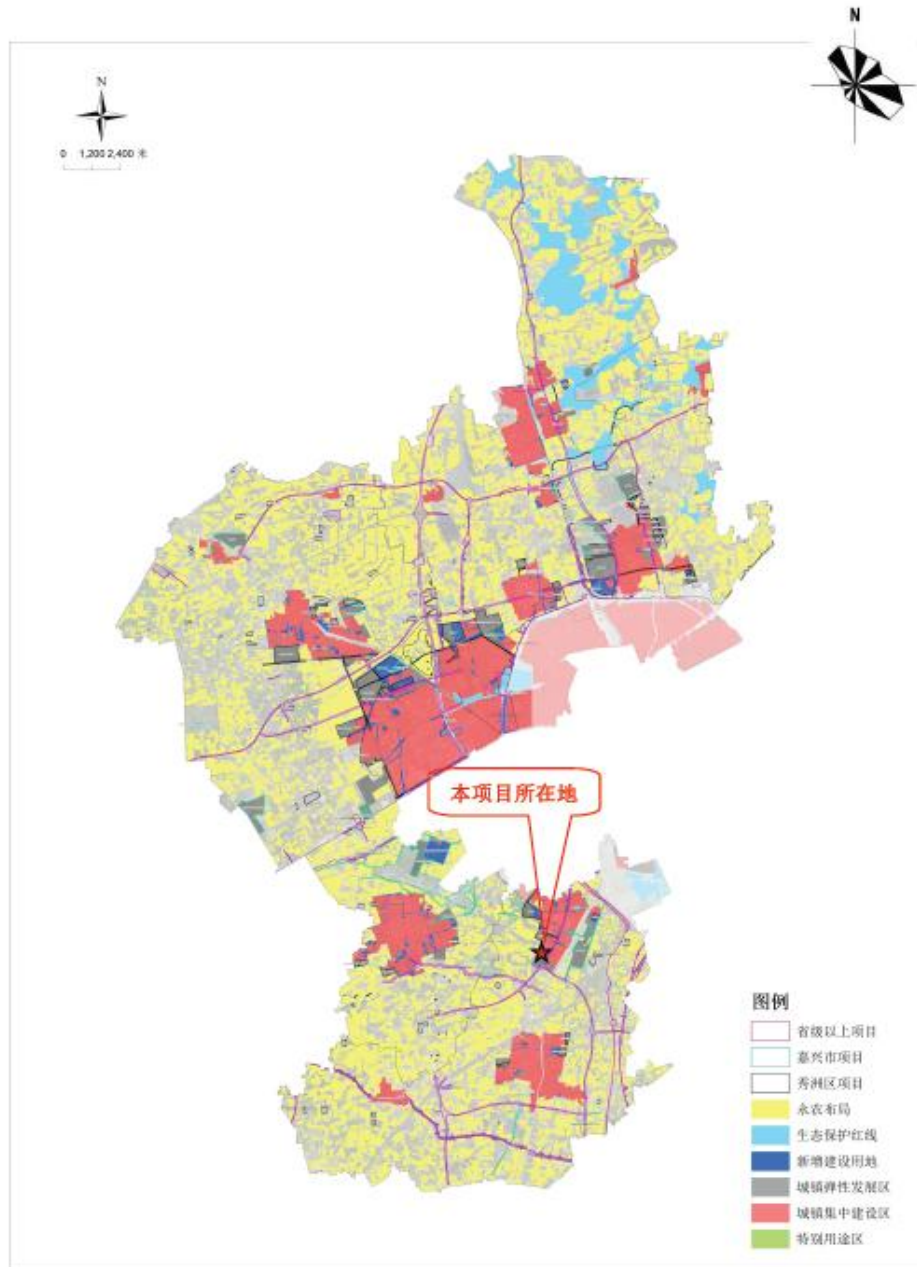 N
N
0 1,200 2,400 米
本项目所在地
图例
省级以上项目
嘉兴市项目
秀洲区项目
永农布局
生态保护红线
新增建设用地
城镇弹性发展区
城镇集中建设区
特别用途区